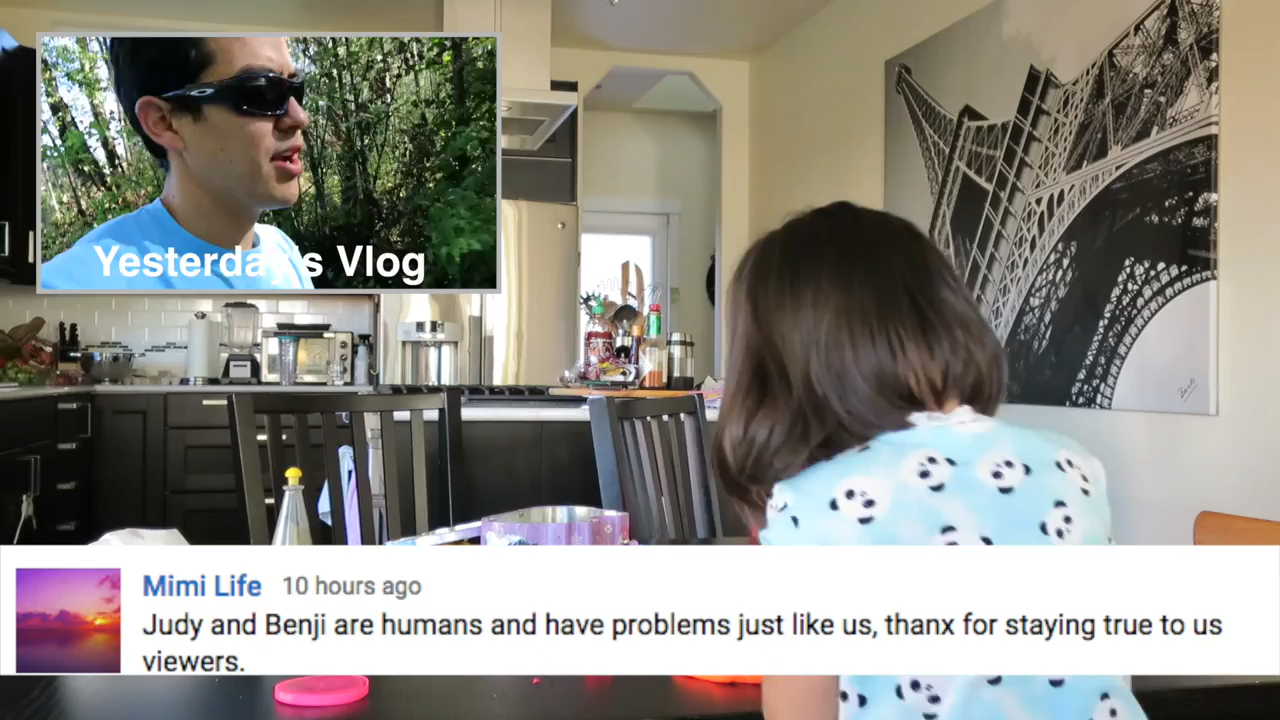 Yesterday's Vlog
Mimi Life 10 hours ago
Judy and Benji are humans and have problems just like us, thanx for staying true to us
viewers.